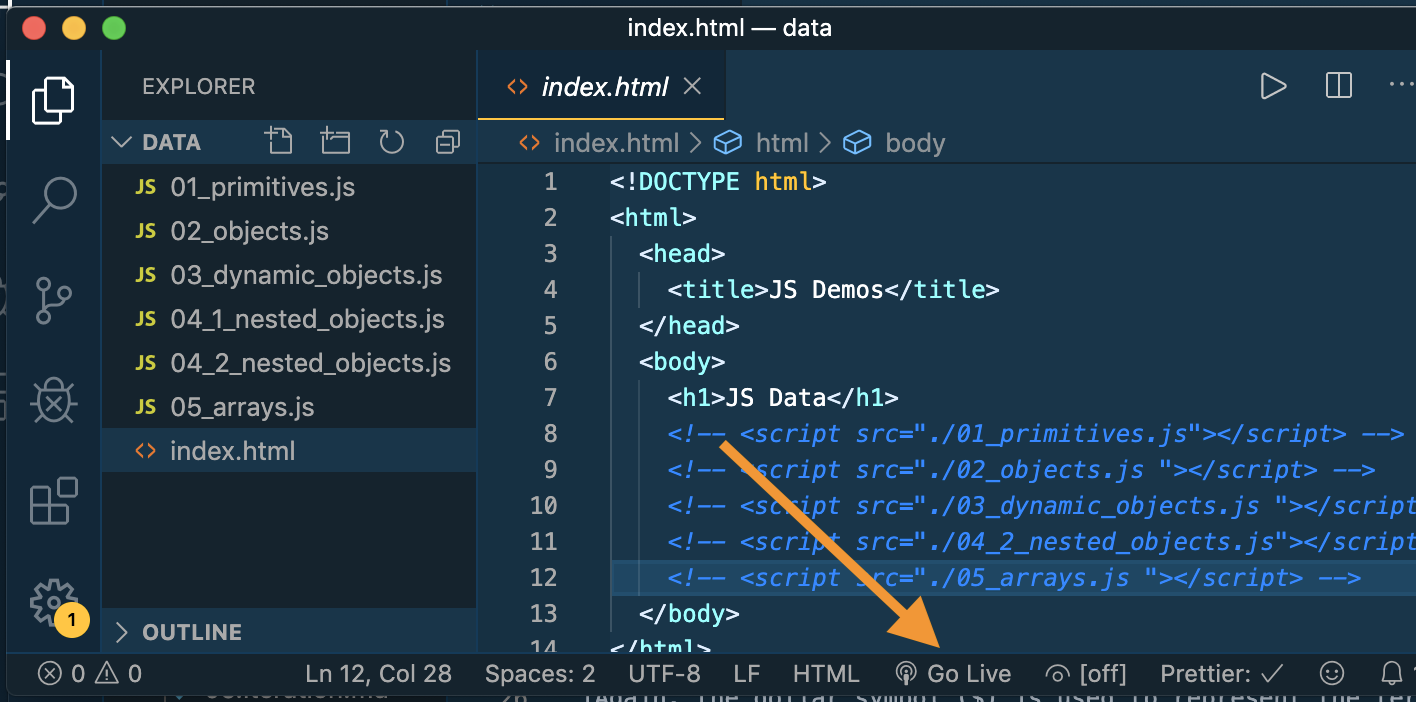 index.html — data
EXPLORER
DATA
JS 01_primitives.js
JS 02_objects.js
JS 03_dynamic_objects.js
JS 04_1_nested_objects.js
JS 04_2_nested_objects.js
JS 05_arrays.js
<> index.html
OUTLINE
1
<> index.html
<> index.html > html > body
1 <!DOCTYPE html>
2 <html>
3 <head>
4 <title>JS Demos</title>
5 </head>
6 <body>
7 <h1>JS Data</h1>
8 <!-- <script src="./01_primitives.js"></script> -->
9 <!-- <script src="./02_objects.js "></script> -->
10 <!-- <script src="./03_dynamic_objects.js "></script
11 <!-- <script src="./04_2_nested_objects.js"></script
12 <!-- <script src="./05_arrays.js "></script> -->
13 </body>
14 </html>
0 0 Ln 12, Col 28 Spaces: 2 UTF-8 LF HTML Go Live [off] Prettier: ✓